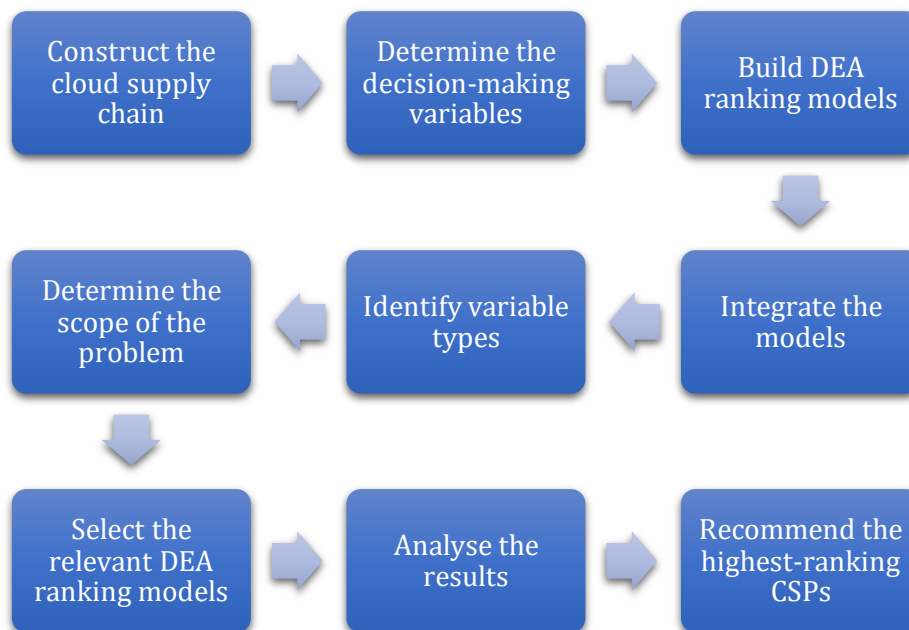 Construct the
cloud supply
chain
Determine the
decision-making
variables
Build DEA
ranking models
Integrate the
models
Identify variable
types
Determine the
scope of the
problem
Select the
relevant DEA
ranking models
Analyse the
results
Recommend the
highest-ranking
CSPs